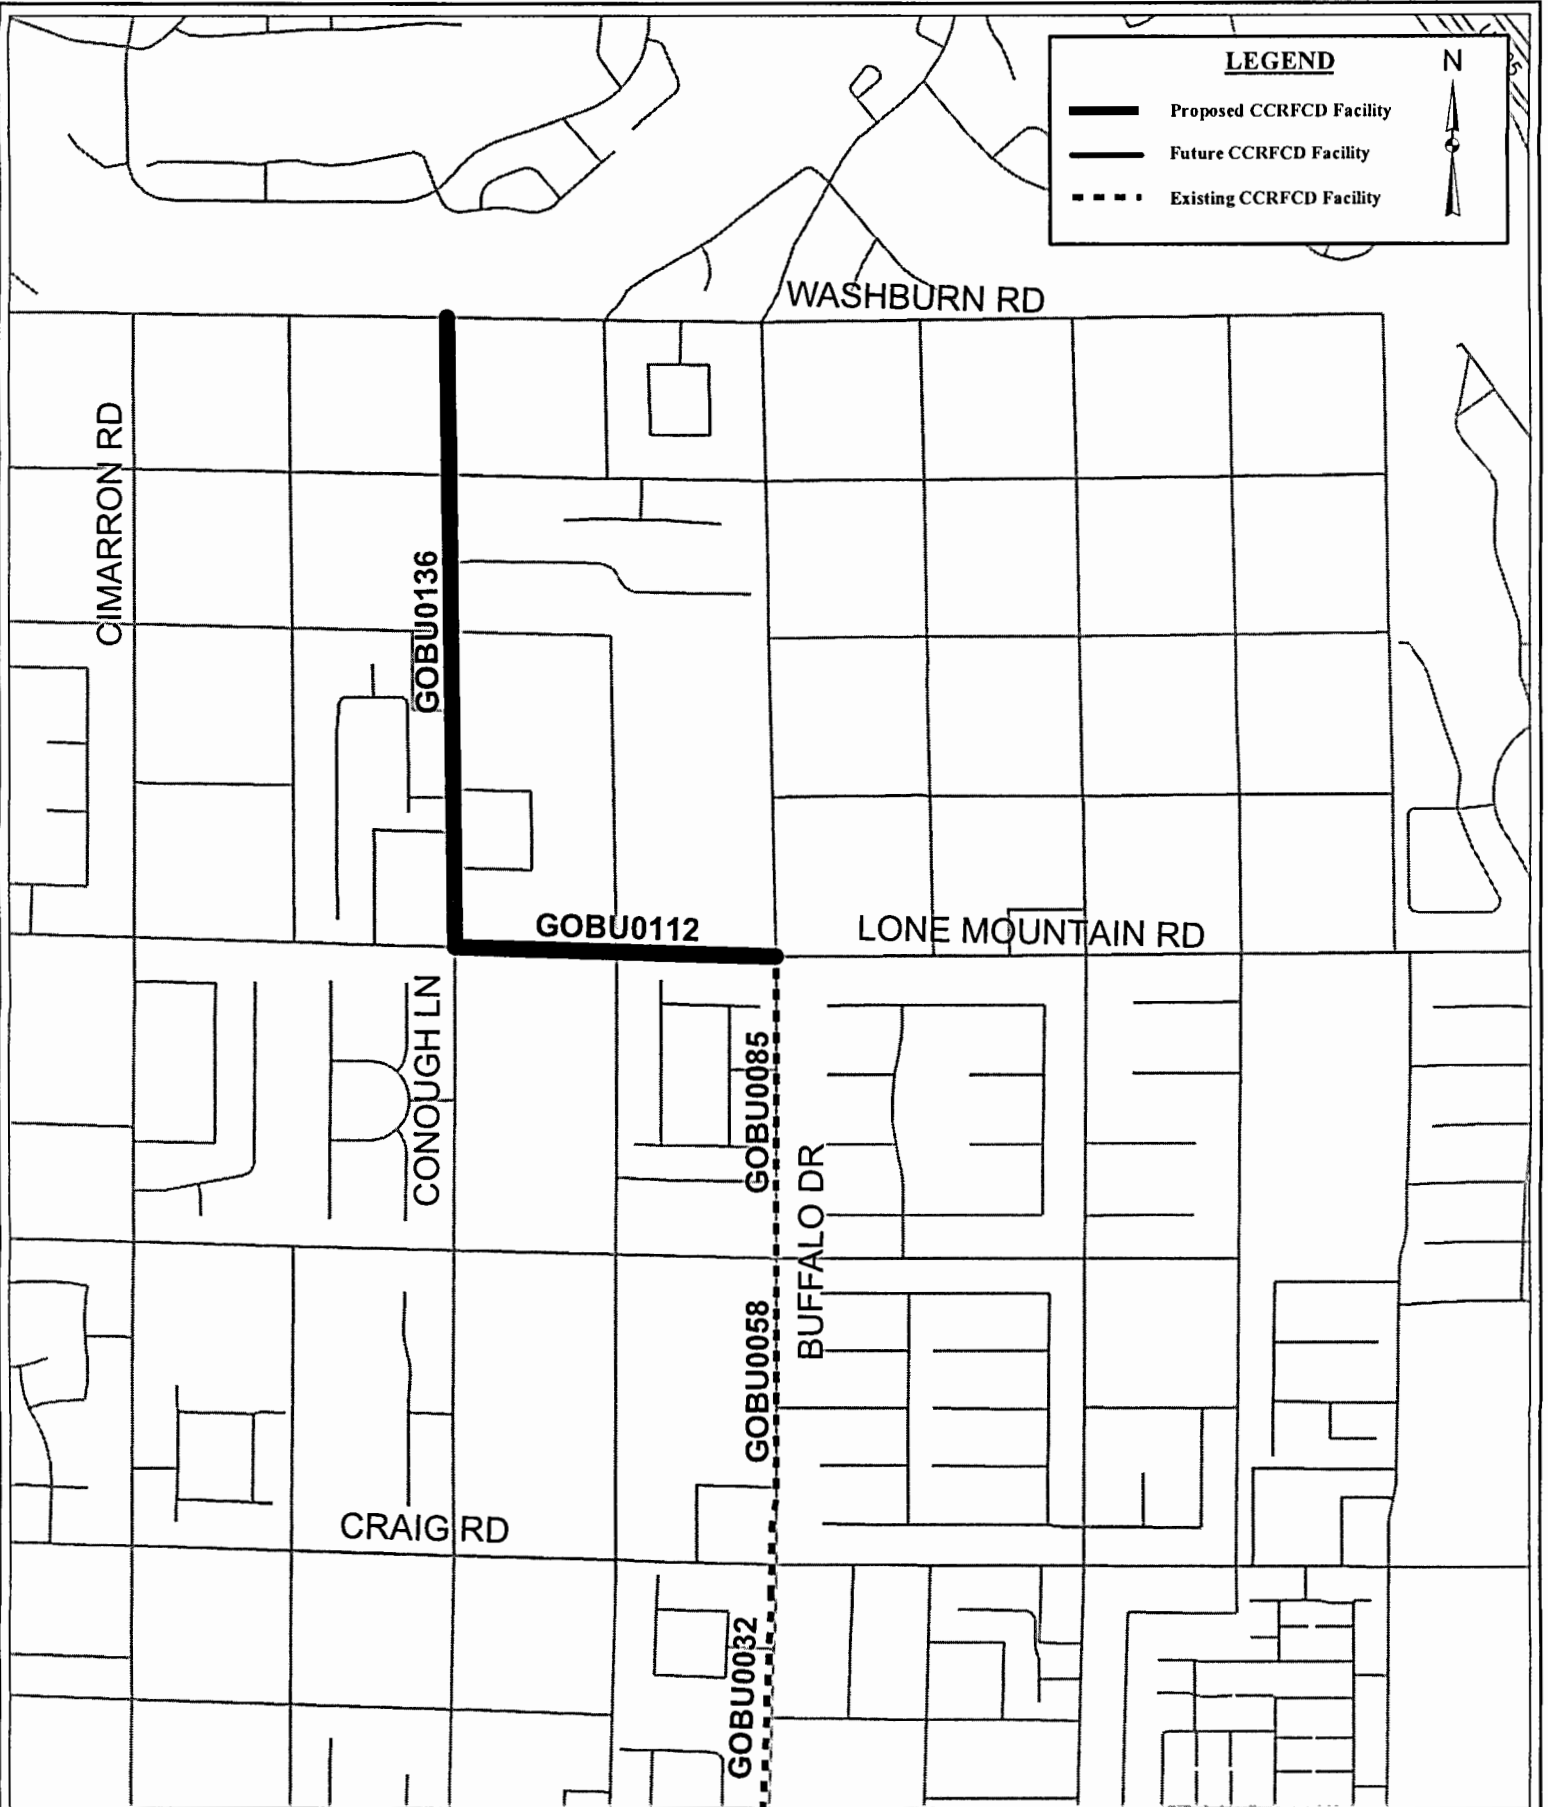 LEGEND
N
Proposed CCRFCD Facility
Future CCRFCD Facility
Existing CCRFCD Facility
WASHBURN RD
CIMARRON RD
GOBU0136
GOBU0112
LONE MOUNTAIN RD
CONOUGH LN
GOBU0085
BUFFALO DR
GOBU0058
CRAIG RD
GOBU0032